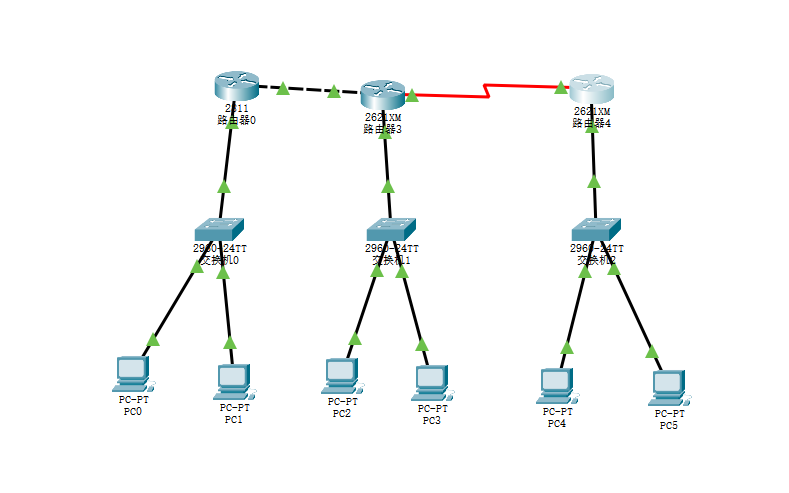 2811
路由器0
2621XM
路由器3
2621XM
路由器4
2960-24TT
交换机0
2960-24TT
交换机1
2960-24TT
交换机2
PC-PT
PC0
PC-PT
PC1
PC-PT
PC2
PC-PT
PC3
PC-PT
PC4
PC-PT
PC5